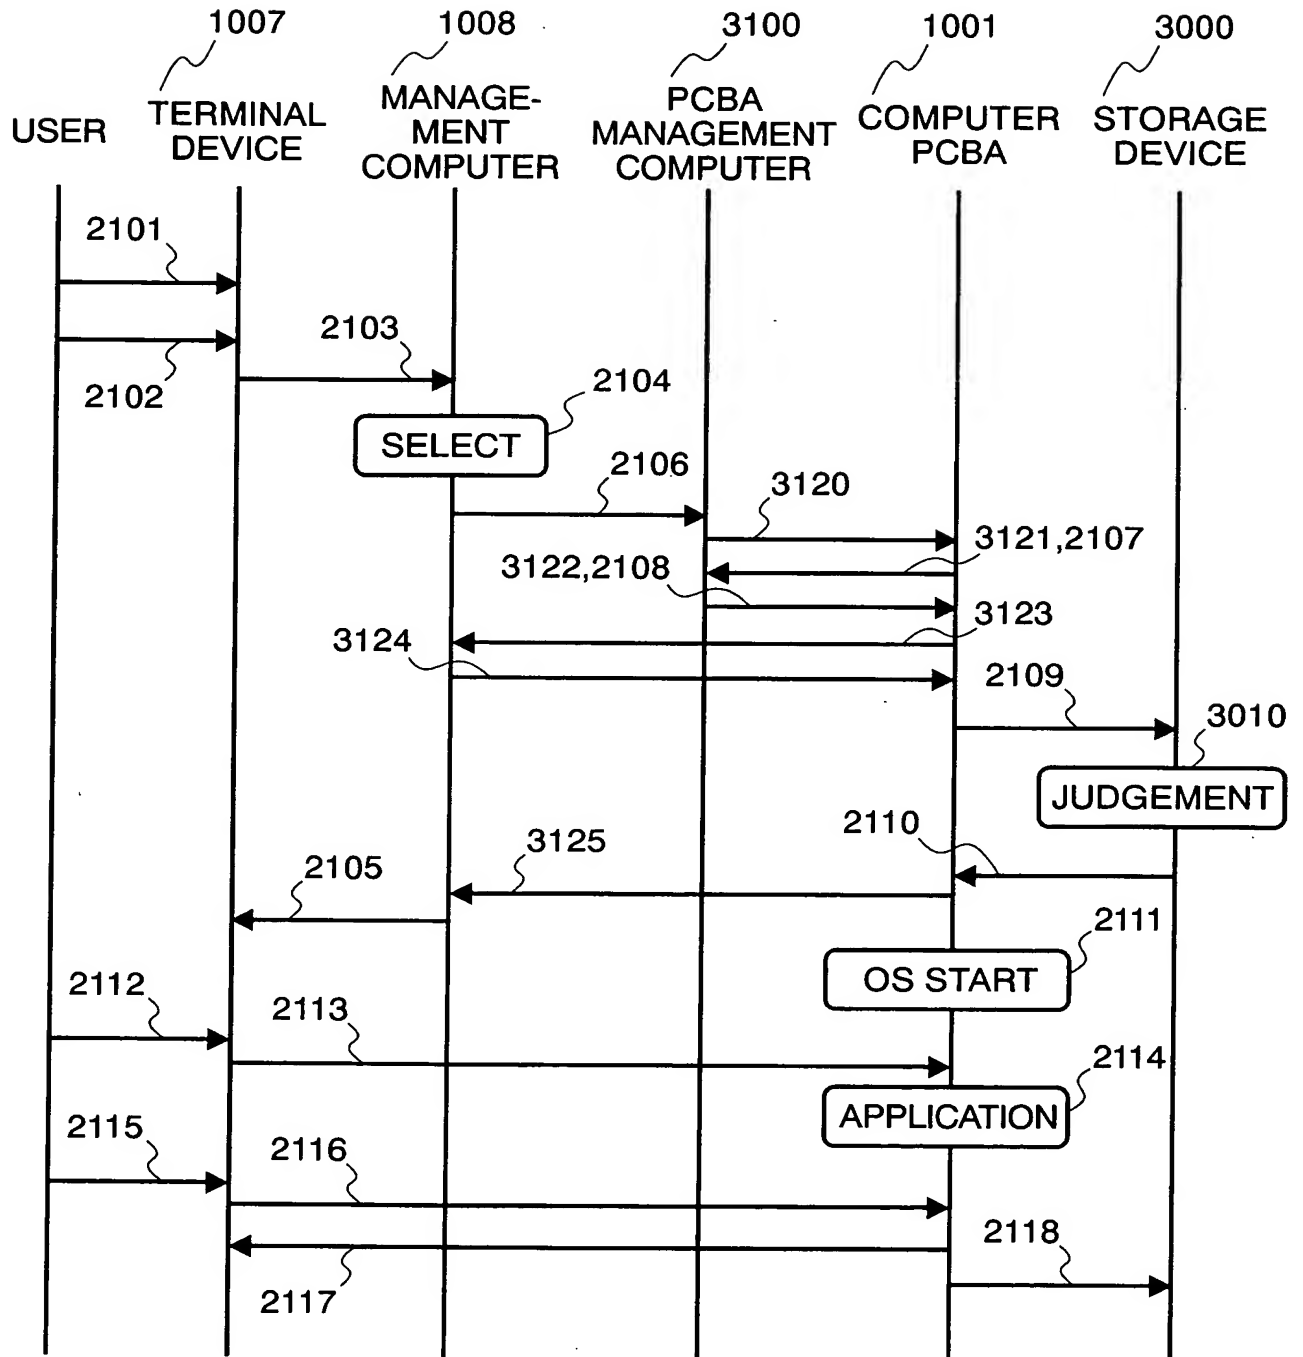 1007
1008
3100
1001
3000
USER
TERMINAL
DEVICE
MANAGE-
MENT
COMPUTER
PCBA
MANAGEMENT
COMPUTER
COMPUTER
PCBA
STORAGE
DEVICE
2101
2102
2103
2104
SELECT
2106
3120
3121,2107
3122,2108
3123
3124
2109
3010
JUDGEMENT
2110
3125
2105
2111
OS START
2112
2113
2114
APPLICATION
2115
2116
2117
2118